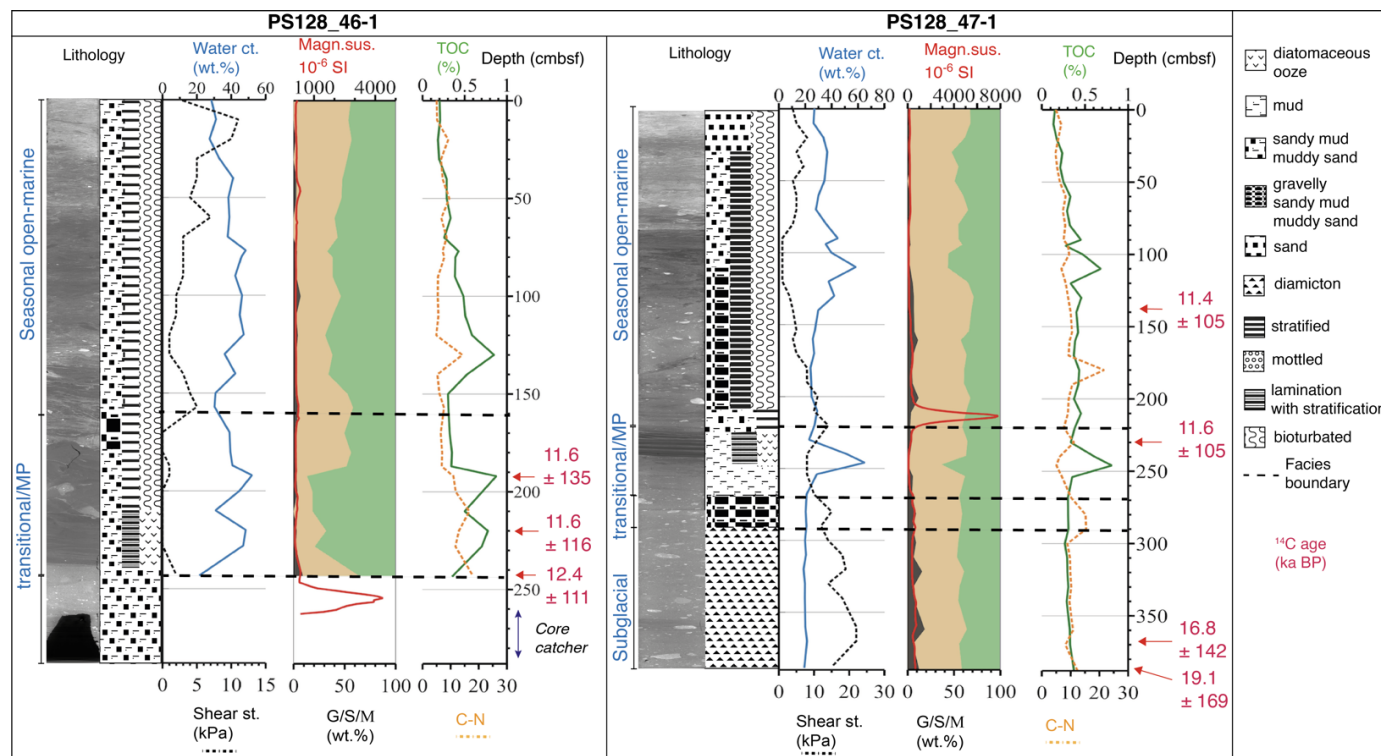 PS128_46-1
PS128_47-1
Lithology
Water ct.
(wt.%)
Magn.sus.
10⁻⁶ SI
TOC
(%)
Depth (cmbsf)
0 20 40 60
1000 4000
0 0.5 1
0
50
100
150
200
250
Seasonal open-marine
transitional/MP
11.6
± 135
11.6
± 116
12.4
± 111
Core
catcher
0 5 10 15
0 50 100
0 10 20 30
Shear st.
(kPa)
G/S/M
(wt.%)
C-N
Lithology
Water ct.
(wt.%)
Magn.sus.
10⁻⁶ SI
TOC
(%)
Depth (cmbsf)
0 20 40 60 80
0 4000 8000
0 0.5 1
0
50
100
150
200
250
300
350
Seasonal open-marine
transitional/MP
Subglacial
11.4
± 105
11.6
± 105
16.8
± 142
19.1
± 169
0 10 20 30
0 50 100
0 10 20 30
Shear st.
(kPa)
G/S/M
(wt.%)
C-N
diatomaceous
ooze
mud
sandy mud
muddy sand
gravelly
sandy mud
muddy sand
sand
diamicton
stratified
mottled
lamination
with stratification
bioturbated
Facies
boundary
¹⁴C age
(ka BP)